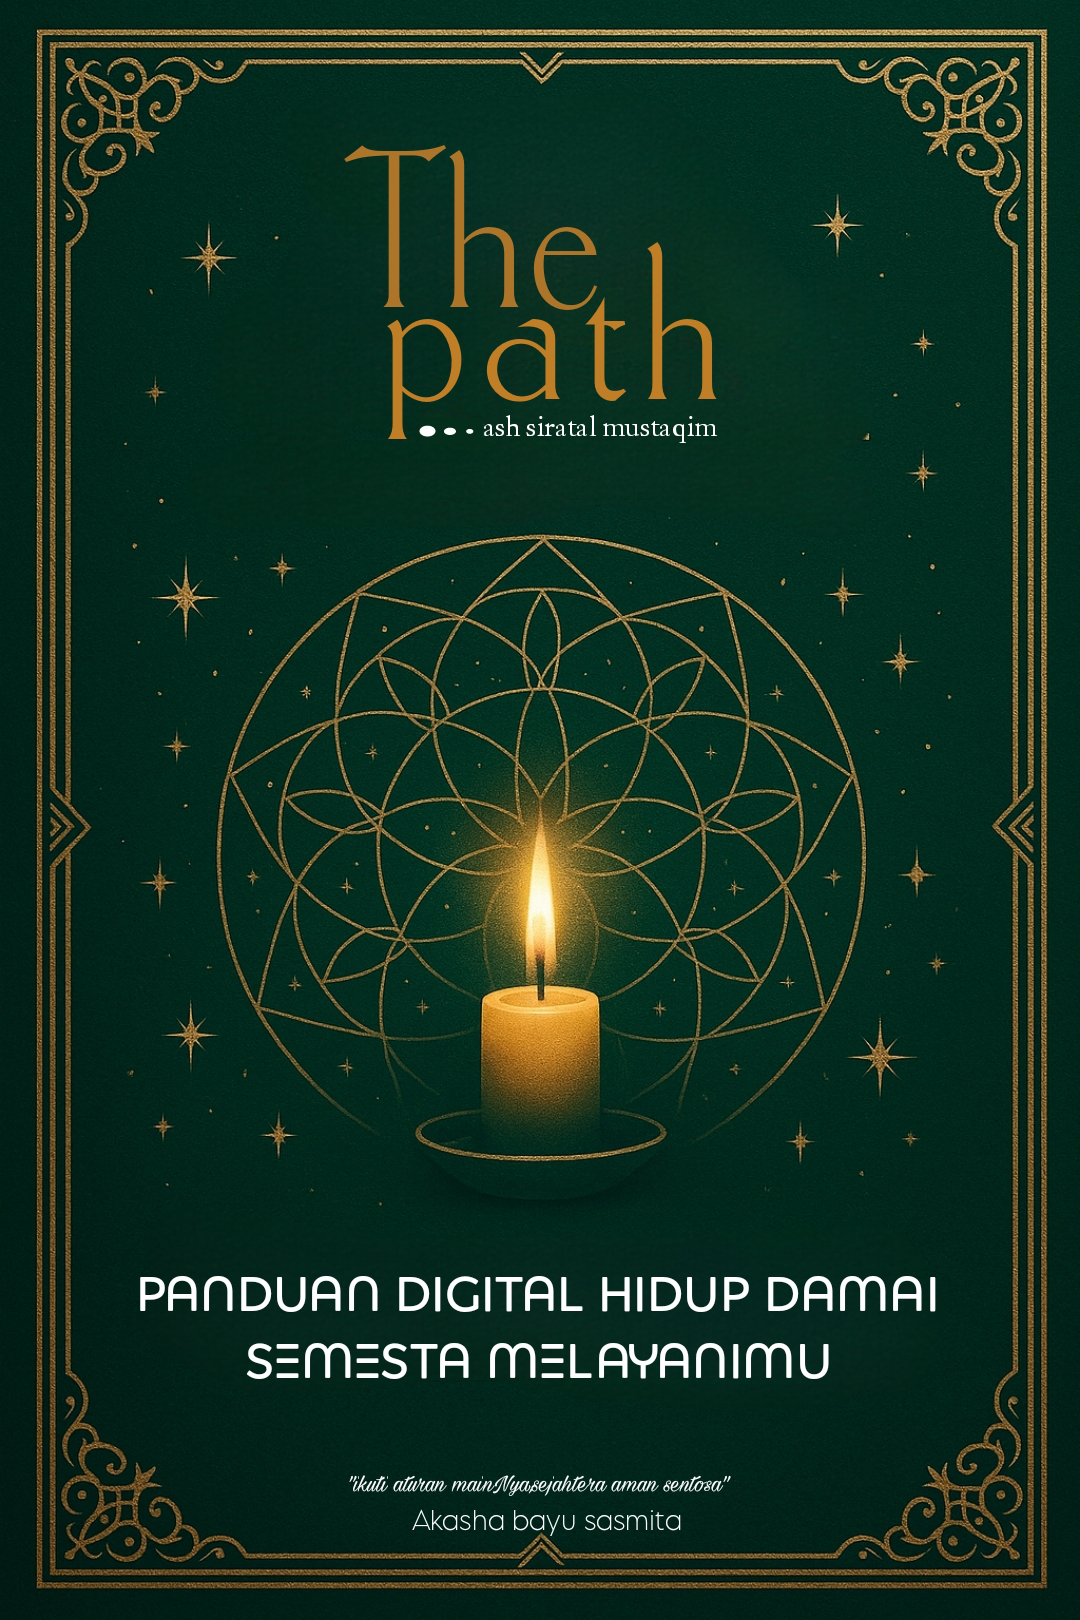 The
path
... ash siratal mustaqim
PANDUAN DIGITAL HIDUP DAMAI
SEMESTA MELAYANIMU
"ikuti aturan mainNya,sejahtera aman sentosa"
Akasha bayu sasmita